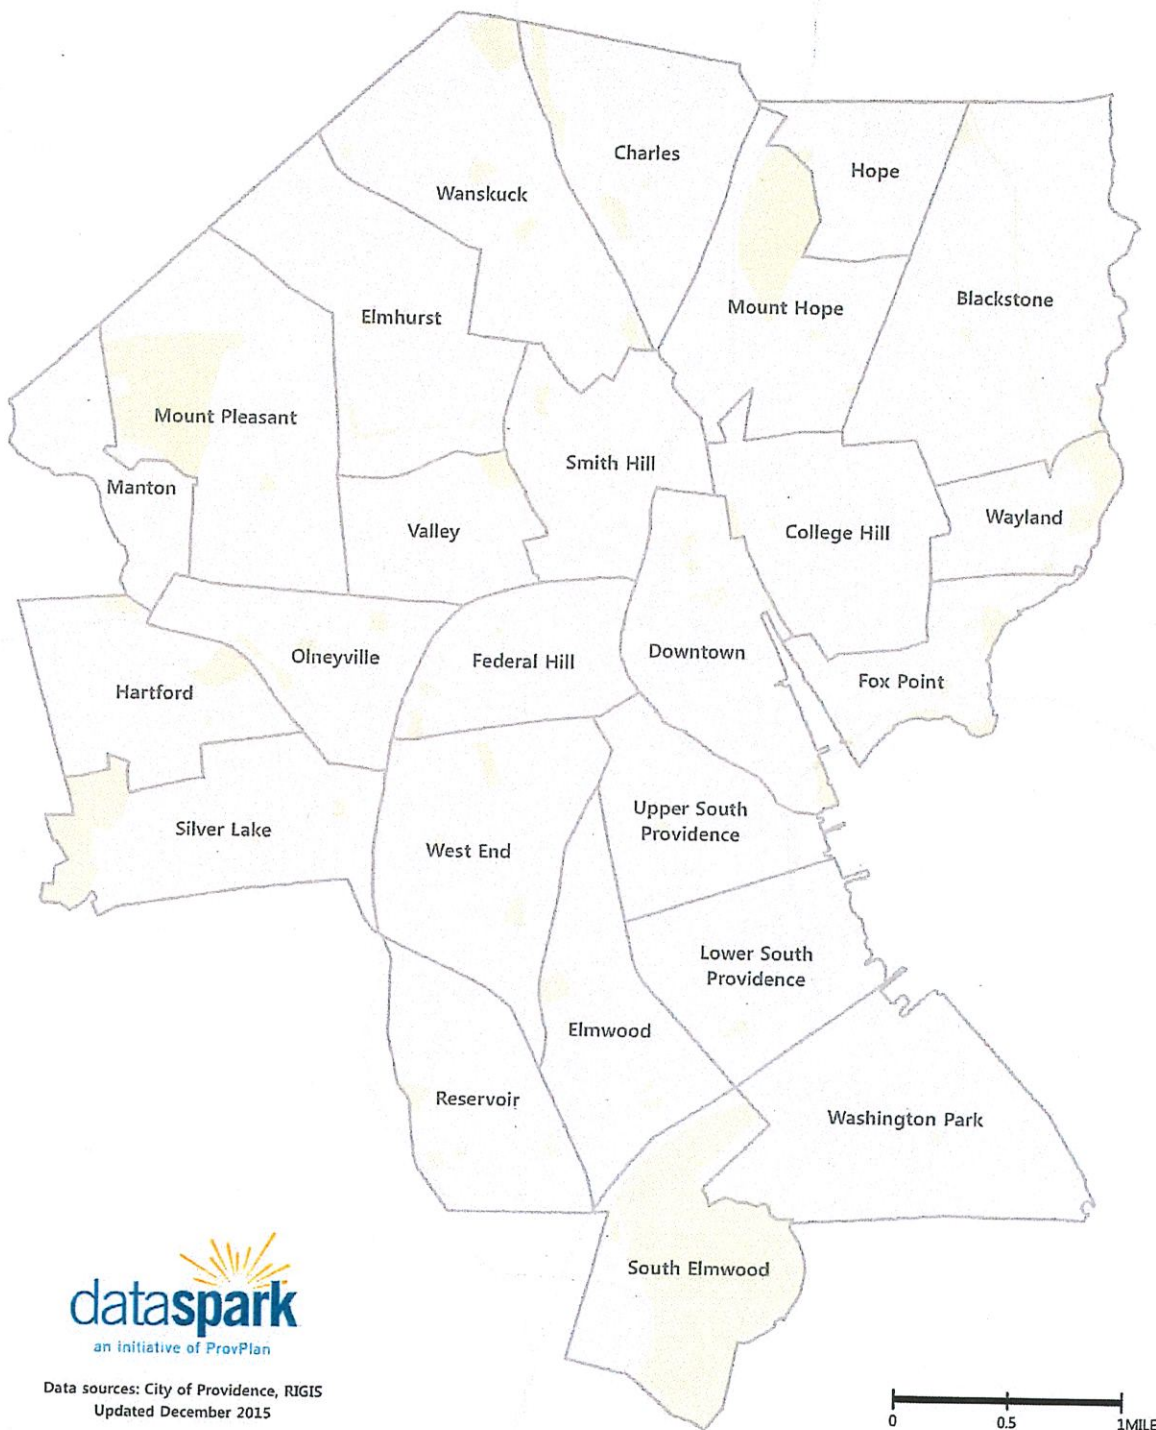 Charles
Hope
Wanskuck
Blackstone
Mount Hope
Elmhurst
Mount Pleasant
Smith Hill
Manton
Wayland
Valley
College Hill
Olneyville
Federal Hill
Downtown
Fox Point
Hartford
Upper South
Providence
Silver Lake
West End
Lower South
Providence
Elmwood
Reservoir
Washington Park
South Elmwood
dataspark
an initiative of ProvPlan
Data sources: City of Providence, RIGIS
Updated December 2015
0 0.5 1MILE